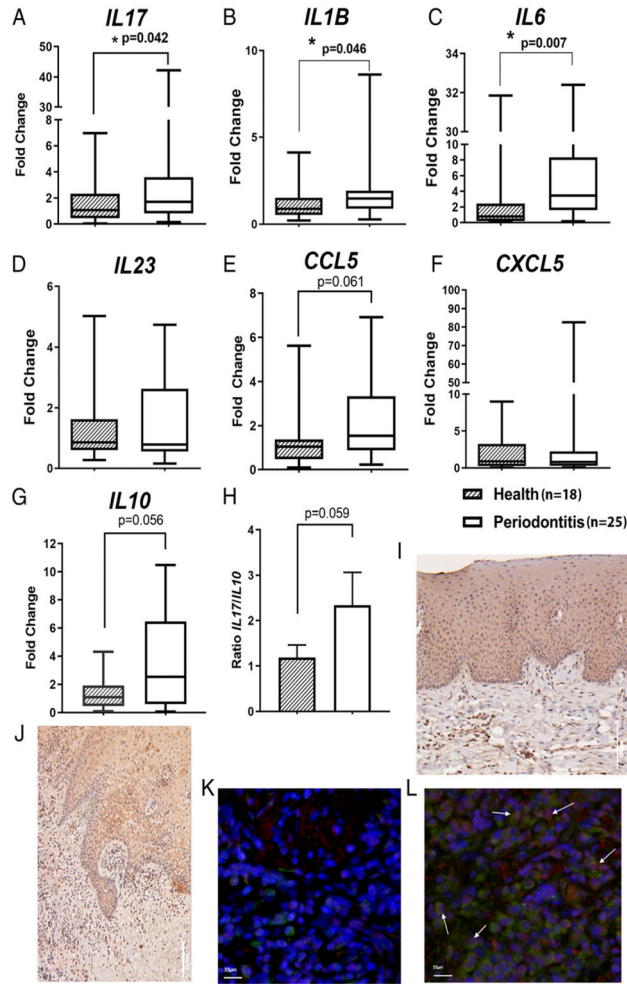 A
IL17
* p=0.042
50
40
30
8
6
4
2
0
Fold Change
B
IL1B
* p=0.046
10
5
0
Fold Change
C
IL6
* p=0.007
36
34
32
30
10
8
6
4
2
0
Fold Change
D
IL23
6
4
2
0
Fold Change
E
CCL5
p=0.061
8
6
4
2
0
Fold Change
F
CXCL5
100
90
80
70
60
50
10
5
0
Fold Change
Health (n=18)
Periodontitis (n=25)
G
IL10
p=0.056
12
10
8
6
4
2
0
Fold Change
H
p=0.059
4
3
2
1
0
Ratio IL17/IL10
I
J
K
33µm
L
33µm